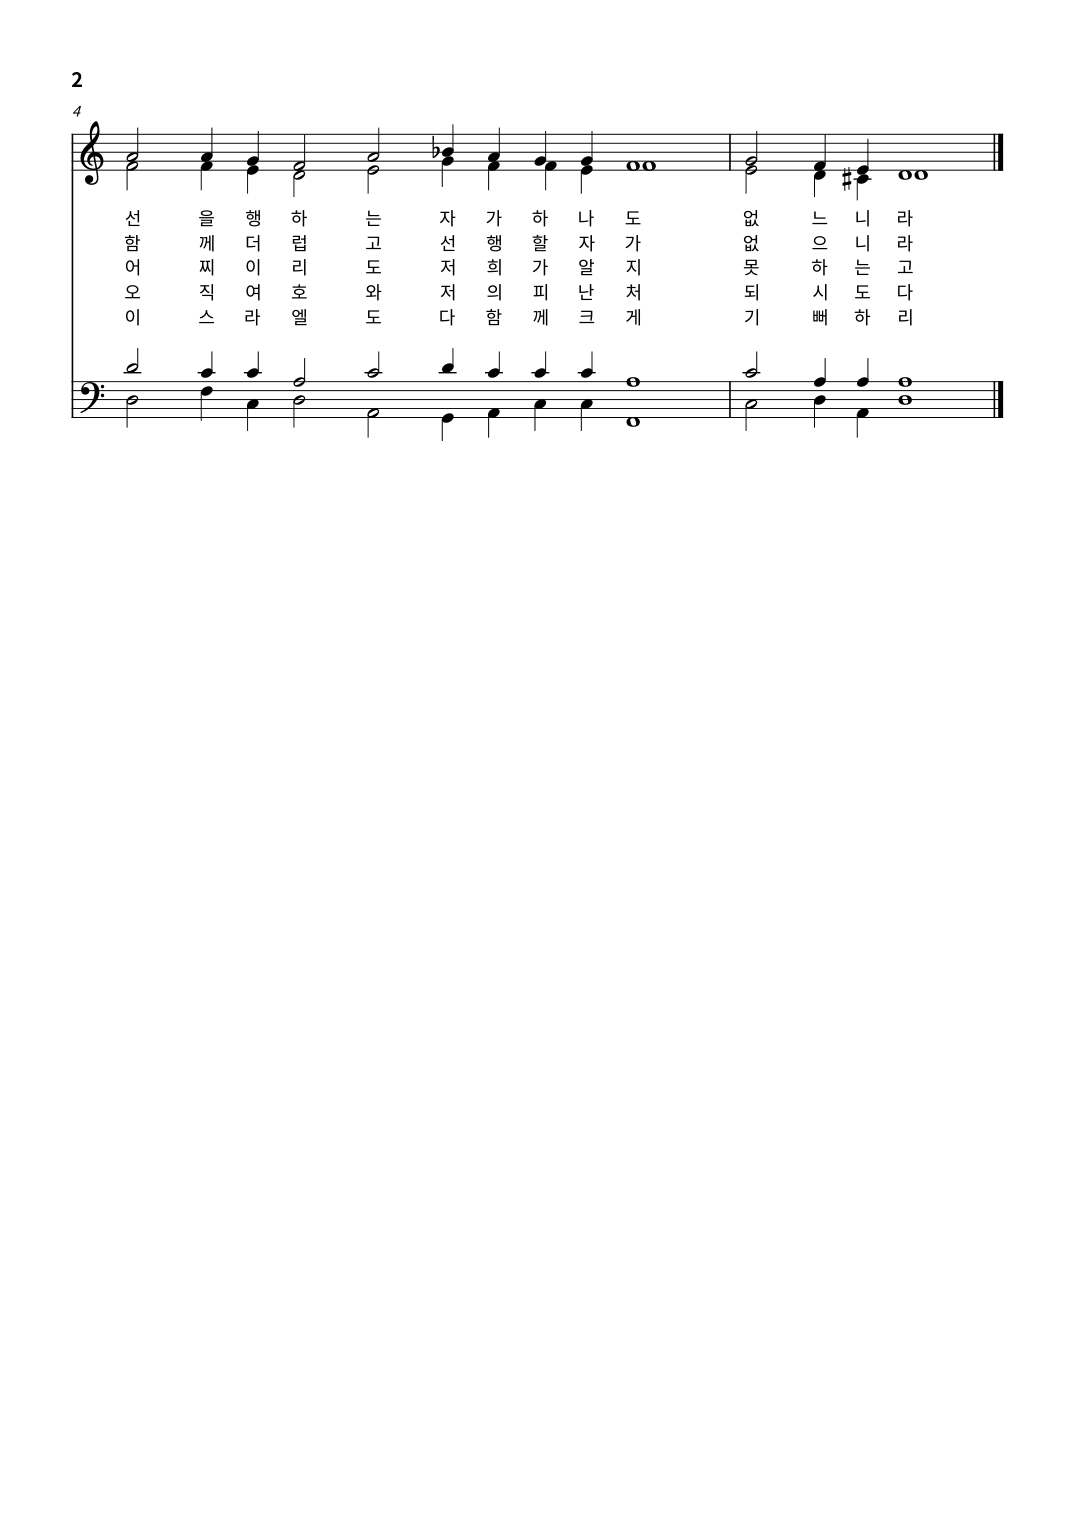 2
4
선 을 행 하 는 자 가 하 나 도 없 느 니 라
함 께 더 럽 고 선 행 할 자 가 없 으 니 라
어 찌 이 리 도 저 희 가 알 지 못 하 는 고
오 직 여 호 와 저 의 피 난 처 되 시 도 다
이 스 라 엘 도 다 함 께 크 게 기 뻐 하 리